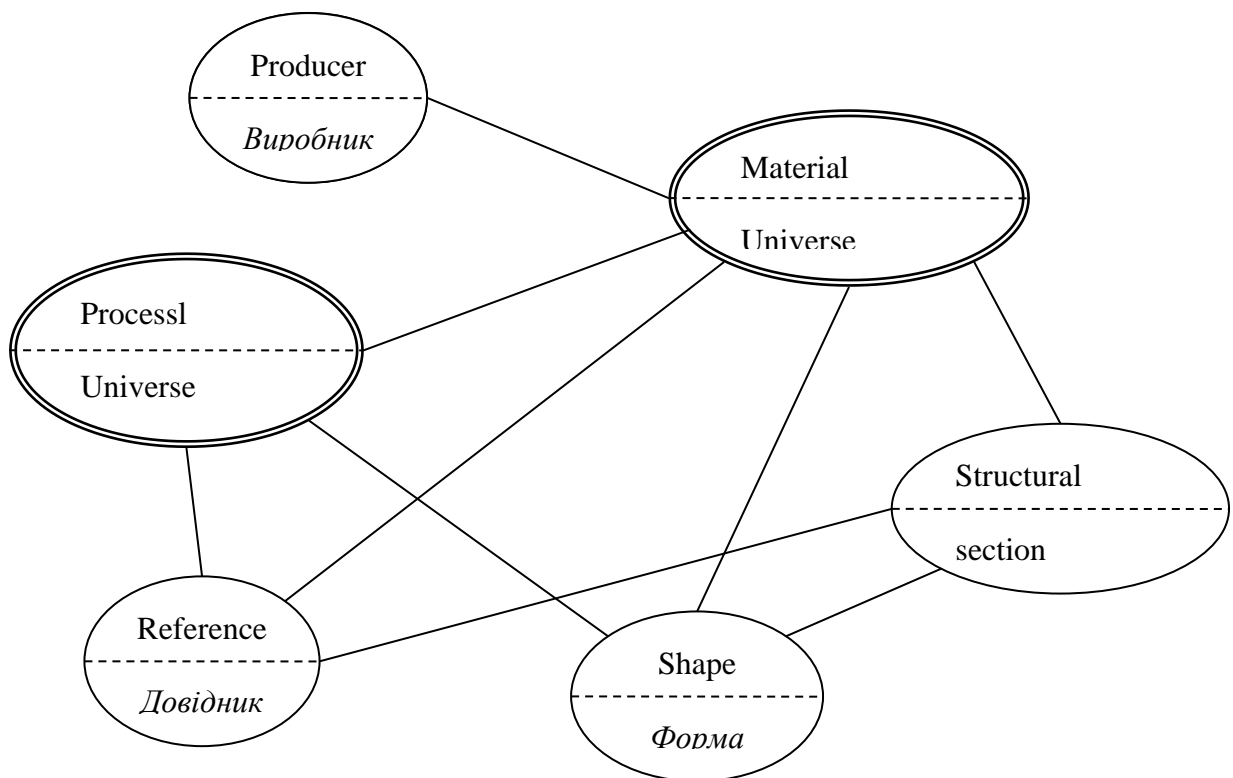 Producer
Виробник
Material
Universe
Processl
Universe
Structural
section
Reference
Довідник
Shape
Форма